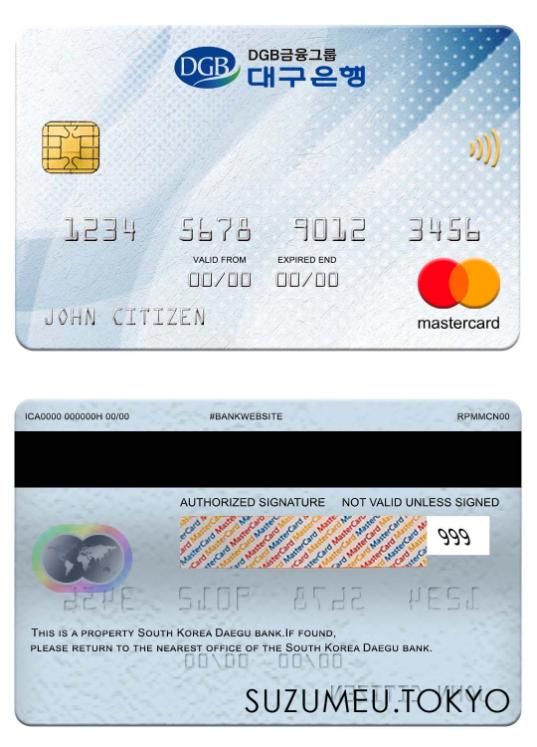 DGB
DGB금융그룹
대구은행
1234 5678 9012 3456
VALID FROM EXPIRED END
00/00 00/00
JOHN CITIZEN
mastercard
ICA0000 000000H 00/00 #BANKWEBSITE RPMMCN00
AUTHORIZED SIGNATURE NOT VALID UNLESS SIGNED
MasterCard MasterCard MasterCard
999
THIS IS A PROPERTY SOUTH KOREA DAEGU BANK.IF FOUND,
PLEASE RETURN TO THE NEAREST OFFICE OF THE SOUTH KOREA DAEGU BANK.
SUZUMEU.TOKYO